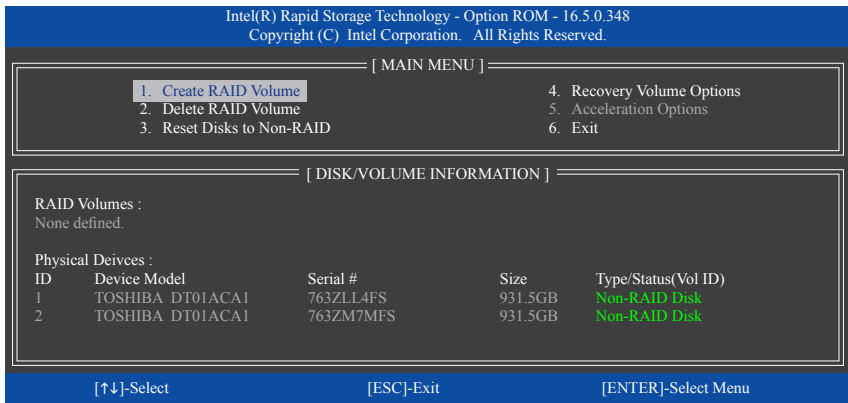 Intel(R) Rapid Storage Technology - Option ROM - 16.5.0.348
Copyright (C) Intel Corporation. All Rights Reserved.
[ MAIN MENU ]
1. Create RAID Volume
2. Delete RAID Volume
3. Reset Disks to Non-RAID
4. Recovery Volume Options
5. Acceleration Options
6. Exit
[ DISK/VOLUME INFORMATION ]
RAID Volumes :
None defined.
Physical Deivces :
ID Device Model Serial # Size Type/Status(Vol ID)
1 TOSHIBA DT01ACA1 763ZLL4FS 931.5GB Non-RAID Disk
2 TOSHIBA DT01ACA1 763ZM7MFS 931.5GB Non-RAID Disk
[↑↓]-Select [ESC]-Exit [ENTER]-Select Menu